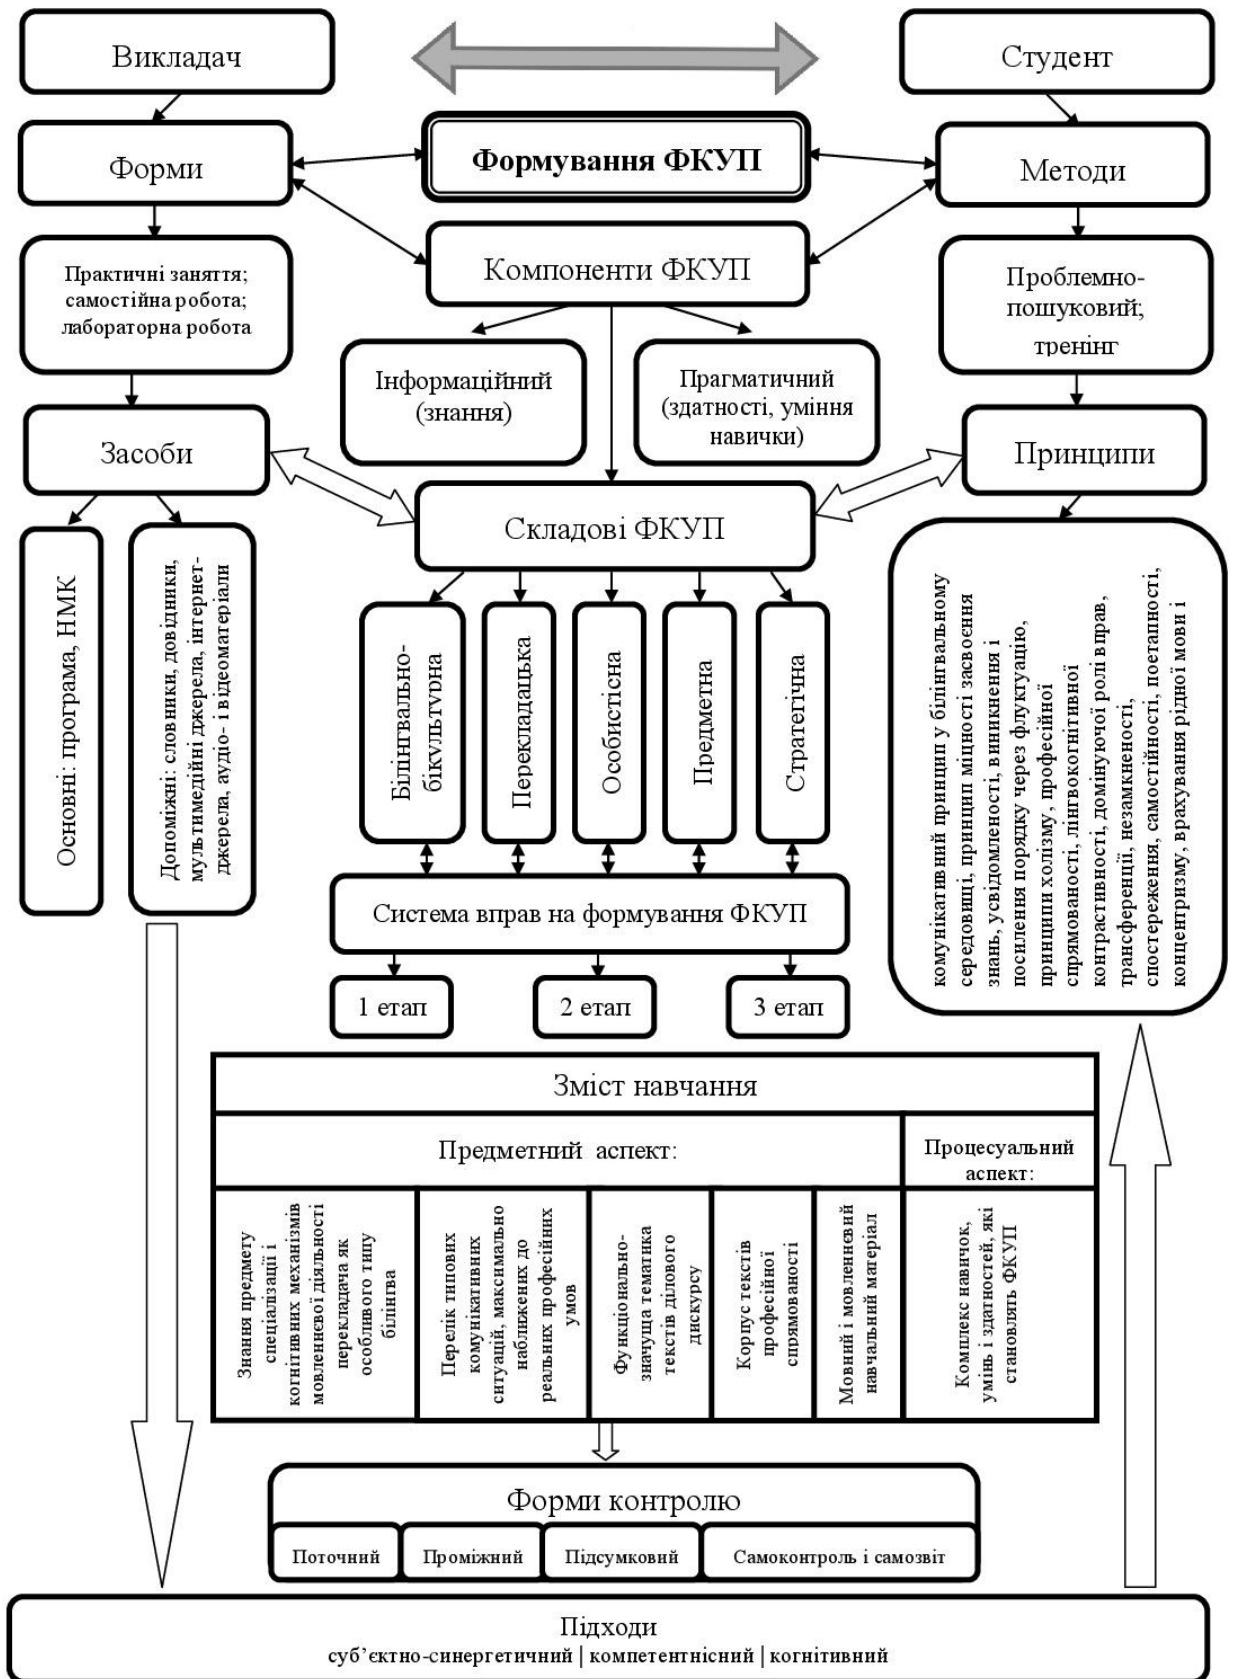 Викладач
Студент
Форми
Формування ФКУП
Методи
Практичні заняття;
самостійна робота;
лабораторна робота
Компоненти ФКУП
Проблемно-
пошуковий;
тренінг
Інформаційний
(знання)
Прагматичний
(здатності, уміння
навички)
Засоби
Принципи
Складові ФКУП
Основні: програма, НМК
Допоміжні: словники, довідники,
мультимедійні джерела, інтернет-
джерела, аудіо- і відеоматеріали
Білінгвально-
бікультурна
Перекладацька
Особистісна
Предметна
Стратегічна
комунікативний принцип у білінгвальному
середовищі, принцип міцності засвоєння
знань, усвідомленості, виникнення і
посилення порядку через флуктуацію,
принципи холізму, професійної
спрямованості, лінгвокогнітивної
контрастивності, домінуючої ролі вправ,
трансференції, незамкненості,
спостереження, самостійності, поетапності,
концентризму, врахування рідної мови і
Система вправ на формування ФКУП
1 етап
2 етап
3 етап
Зміст навчання
Предметний аспект:
Процесуальний
аспект:
Знання предмету
спеціалізації і
когнітивних механізмів
мовленнєвої діяльності
перекладача як
особливого типу
білінгва
Перелік типових
комунікативних
ситуацій, максимально
наближених до
реальних професійних
умов
Функціонально-
значуща тематика
текстів ділового
дискурсу
Корпус текстів
професійної
спрямованості
Мовний і мовленнєвий
навчальний матеріал
Комплекс навичок,
умінь і здатностей, які
становлять ФКУП
Форми контролю
Поточний
Проміжний
Підсумковий
Самоконтроль і самозвіт
Підходи
суб’єктно-синергетичний | компетентнісний | когнітивний